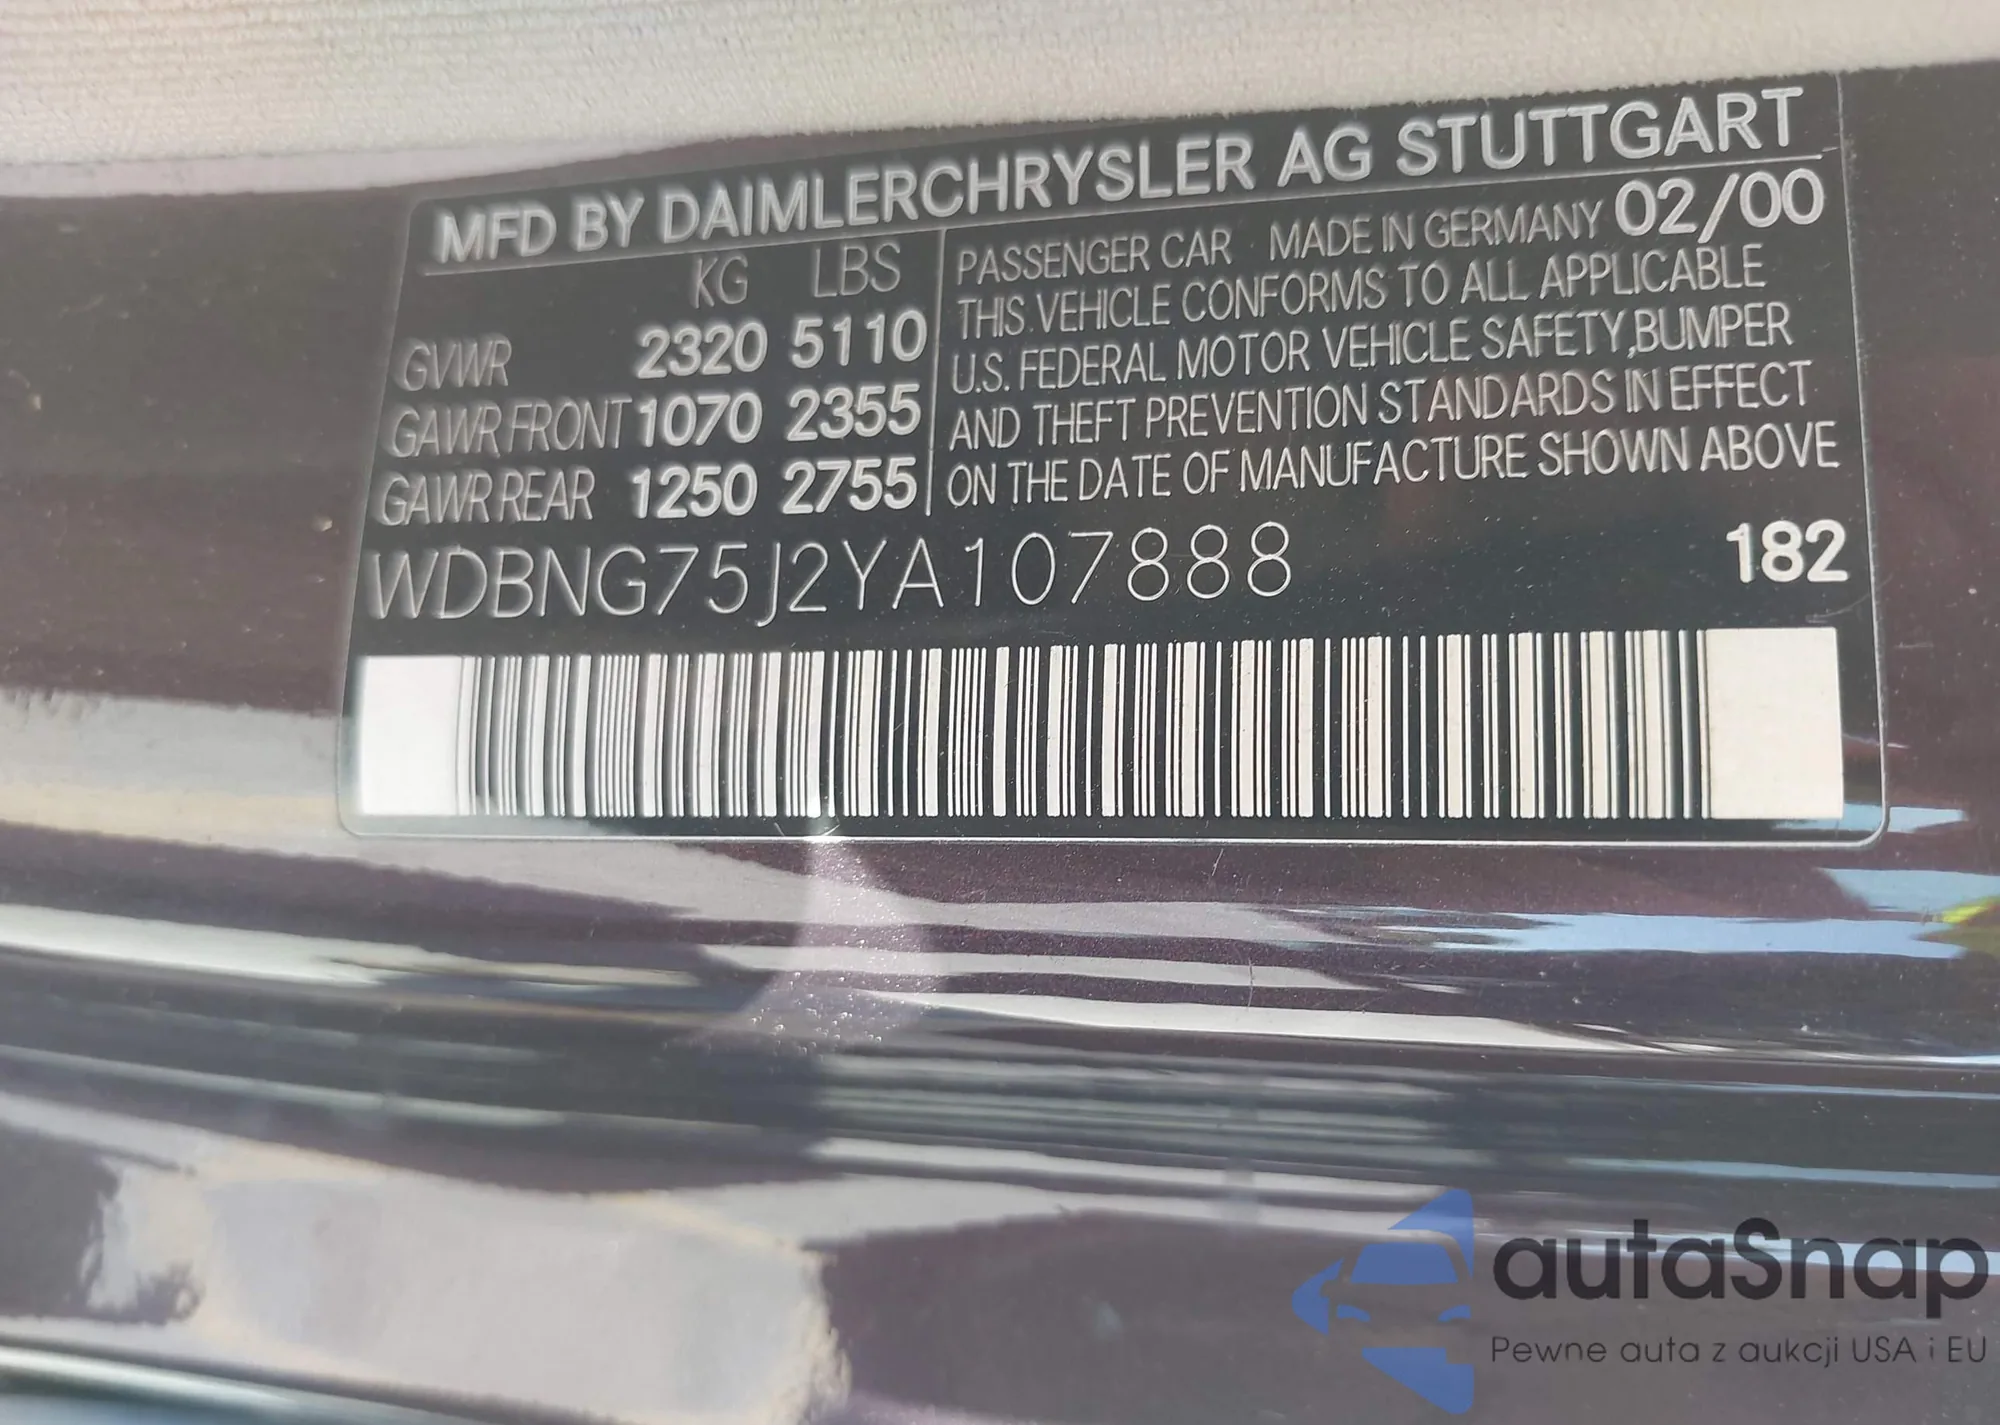 MFD BY DAIMLERCHRYSLER AG STUTTGART
KG LBS
GVWR 2320 5110
GAWR FRONT 1070 2355
GAWR REAR 1250 2755
PASSENGER CAR MADE IN GERMANY 02/00
THIS VEHICLE CONFORMS TO ALL APPLICABLE
U.S. FEDERAL MOTOR VEHICLE SAFETY, BUMPER
AND THEFT PREVENTION STANDARDS IN EFFECT
ON THE DATE OF MANUFACTURE SHOWN ABOVE
WDBNG75J2YA107888 182
autaSnap
Pewne auta z aukcji USA i EU